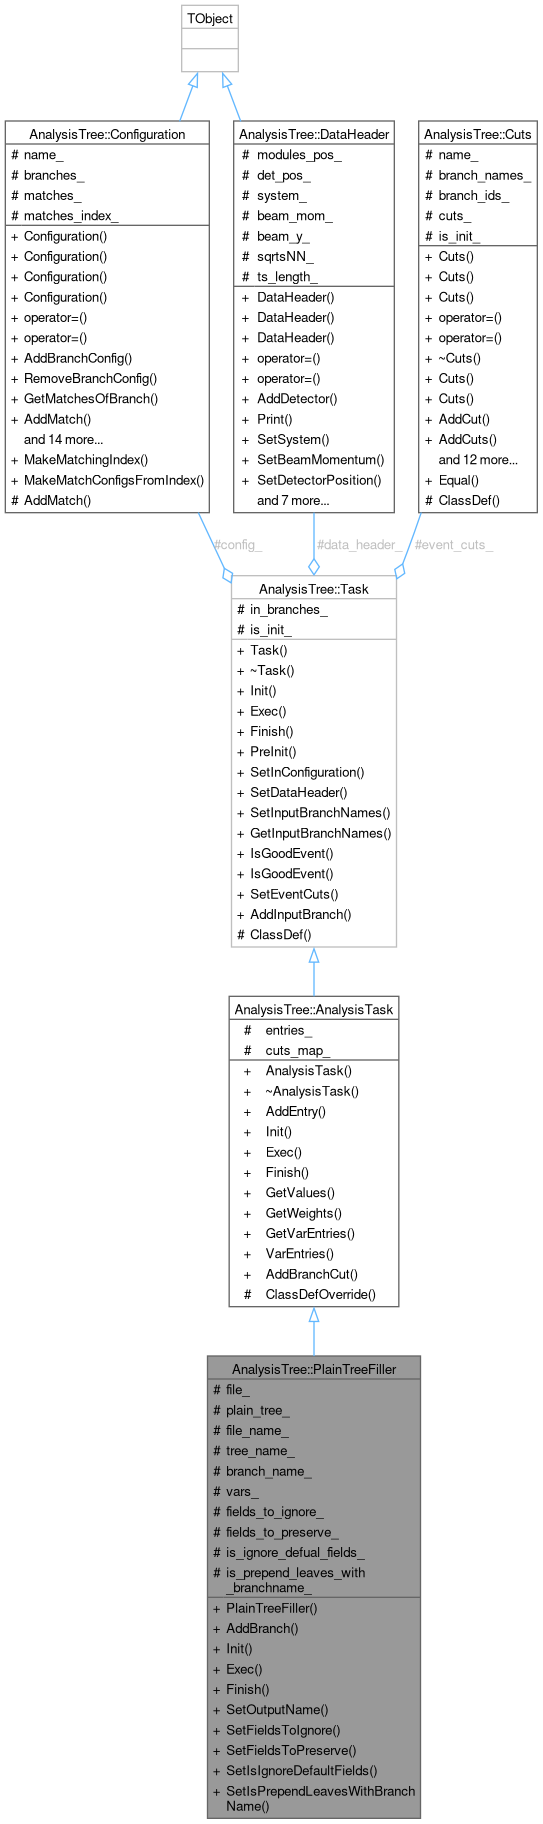 TObject
AnalysisTree::Configuration
# name_
# branches_
# matches_
# matches_index_
+ Configuration()
+ Configuration()
+ Configuration()
+ Configuration()
+ operator=()
+ operator=()
+ AddBranchConfig()
+ RemoveBranchConfig()
+ GetMatchesOfBranch()
+ AddMatch()
and 14 more...
+ MakeMatchingIndex()
+ MakeMatchConfigsFromIndex()
# AddMatch()
AnalysisTree::DataHeader
# modules_pos_
# det_pos_
# system_
# beam_mom_
# beam_y_
# sqrtsNN_
# ts_length_
+ DataHeader()
+ DataHeader()
+ DataHeader()
+ operator=()
+ operator=()
+ AddDetector()
+ Print()
+ SetSystem()
+ SetBeamMomentum()
+ SetDetectorPosition()
and 7 more...
AnalysisTree::Cuts
# name_
# branch_names_
# branch_ids_
# cuts_
# is_init_
+ Cuts()
+ Cuts()
+ Cuts()
+ operator=()
+ operator=()
+ ~Cuts()
+ Cuts()
+ Cuts()
+ AddCut()
+ AddCuts()
and 12 more...
+ Equal()
# ClassDef()
#config_
#data_header_
#event_cuts_
AnalysisTree::Task
# in_branches_
# is_init_
+ Task()
+ ~Task()
+ Init()
+ Exec()
+ Finish()
+ PreInit()
+ SetInConfiguration()
+ SetDataHeader()
+ SetInputBranchNames()
+ GetInputBranchNames()
+ IsGoodEvent()
+ IsGoodEvent()
+ SetEventCuts()
+ AddInputBranch()
# ClassDef()
AnalysisTree::AnalysisTask
# entries_
# cuts_map_
+ AnalysisTask()
+ ~AnalysisTask()
+ AddEntry()
+ Init()
+ Exec()
+ Finish()
+ GetValues()
+ GetWeights()
+ GetVarEntries()
+ VarEntries()
+ AddBranchCut()
# ClassDefOverride()
AnalysisTree::PlainTreeFiller
# file_
# plain_tree_
# file_name_
# tree_name_
# branch_name_
# vars_
# fields_to_ignore_
# fields_to_preserve_
# is_ignore_defual_fields_
# is_prepend_leaves_with
_branchname_
+ PlainTreeFiller()
+ AddBranch()
+ Init()
+ Exec()
+ Finish()
+ SetOutputName()
+ SetFieldsToIgnore()
+ SetFieldsToPreserve()
+ SetIsIgnoreDefaultFields()
+ SetIsPrependLeavesWithBranch
Name()